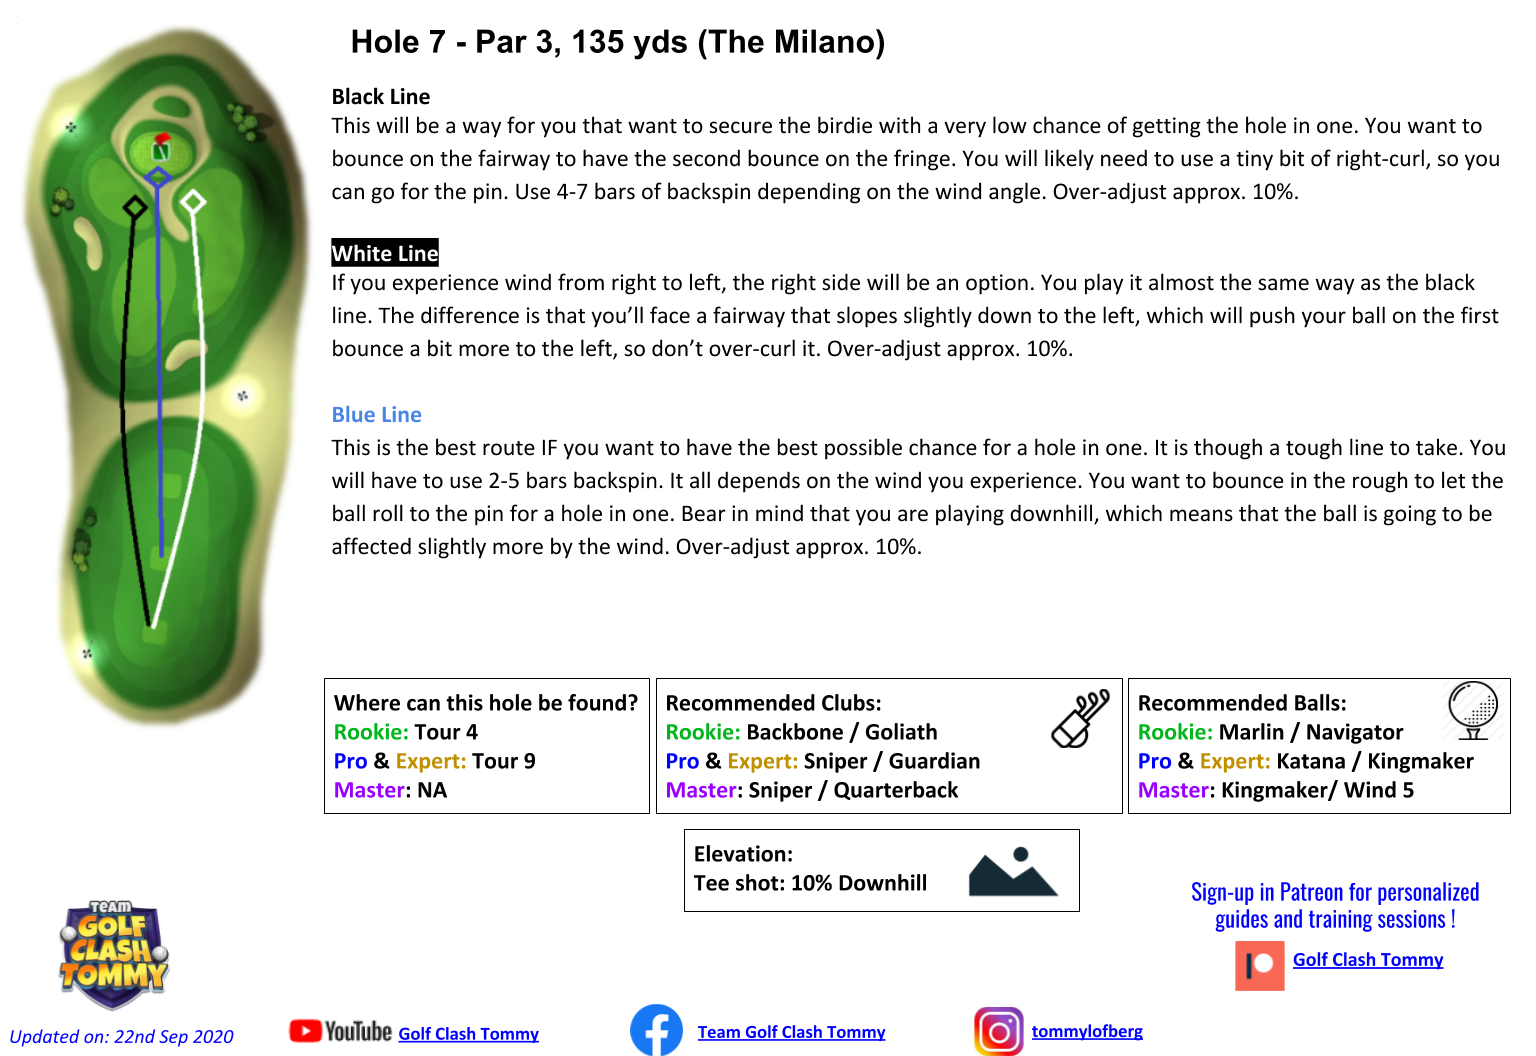 Hole 7 - Par 3, 135 yds (The Milano)
Black Line
This will be a way for you that want to secure the birdie with a very low chance of getting the hole in one. You want to
bounce on the fairway to have the second bounce on the fringe. You will likely need to use a tiny bit of right-curl, so you
can go for the pin. Use 4-7 bars of backspin depending on the wind angle. Over-adjust approx. 10%.
White Line
If you experience wind from right to left, the right side will be an option. You play it almost the same way as the black
line. The difference is that you’ll face a fairway that slopes slightly down to the left, which will push your ball on the first
bounce a bit more to the left, so don’t over-curl it. Over-adjust approx. 10%.
Blue Line
This is the best route IF you want to have the best possible chance for a hole in one. It is though a tough line to take. You
will have to use 2-5 bars backspin. It all depends on the wind you experience. You want to bounce in the rough to let the
ball roll to the pin for a hole in one. Bear in mind that you are playing downhill, which means that the ball is going to be
affected slightly more by the wind. Over-adjust approx. 10%.
Where can this hole be found?
Rookie: Tour 4
Pro & Expert: Tour 9
Master: NA
Recommended Clubs:
Rookie: Backbone / Goliath
Pro & Expert: Sniper / Guardian
Master: Sniper / Quarterback
Recommended Balls:
Rookie: Marlin / Navigator
Pro & Expert: Katana / Kingmaker
Master: Kingmaker/ Wind 5
Elevation:
Tee shot: 10% Downhill
Sign-up in Patreon for personalized
guides and training sessions !
Golf Clash Tommy
TEAM
GOLF
CLASH
TOMMY
Updated on: 22nd Sep 2020
YouTube Golf Clash Tommy
Team Golf Clash Tommy
tommylofberg